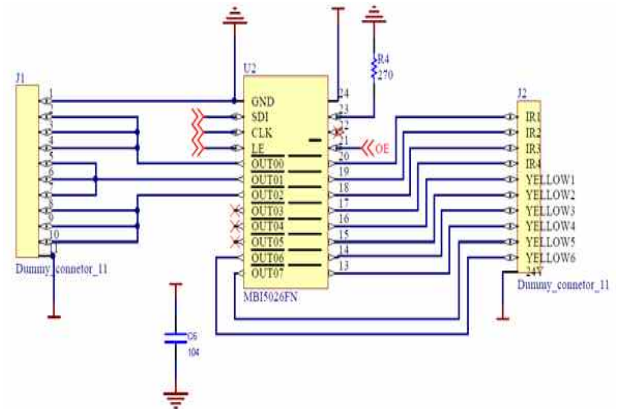 R4
270
J1
U2
J2
1
2
3
4
5
6
7
8
9
10
GND
SDI
CLK
LE
OUT00
OUT01
OUT02
OUT03
OUT04
OUT05
OUT06
OUT07
24
23
22
21
20
19
18
17
16
15
14
13
OE
IR1
IR2
IR3
IR4
YELLOW1
YELLOW2
YELLOW3
YELLOW4
YELLOW5
YELLOW6
24V
Dummy_connetor_11
MBI5026FN
Dummy_connetor_11
C6
104